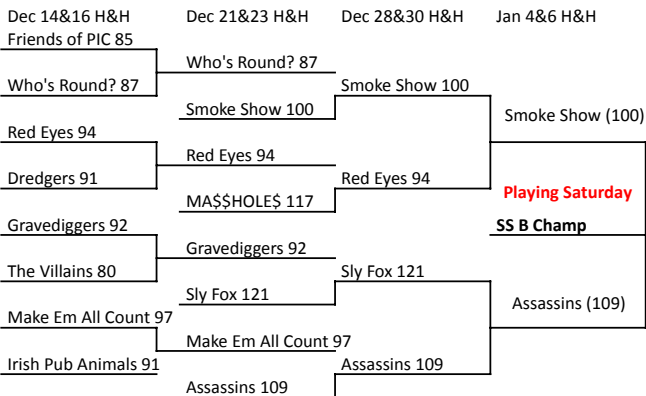 Dec 14&16 H&H Dec 21&23 H&H Dec 28&30 H&H Jan 4&6 H&H
Friends of PIC 85
Who's Round? 87
Who's Round? 87
Smoke Show 100
Smoke Show 100
Smoke Show (100)
Red Eyes 94
Red Eyes 94
Dredgers 91
Red Eyes 94
MA$$HOLE$ 117
Playing Saturday
Gravediggers 92
SS B Champ
Gravediggers 92
The Villains 80
Sly Fox 121
Sly Fox 121
Assassins (109)
Make Em All Count 97
Make Em All Count 97
Irish Pub Animals 91
Assassins 109
Assassins 109